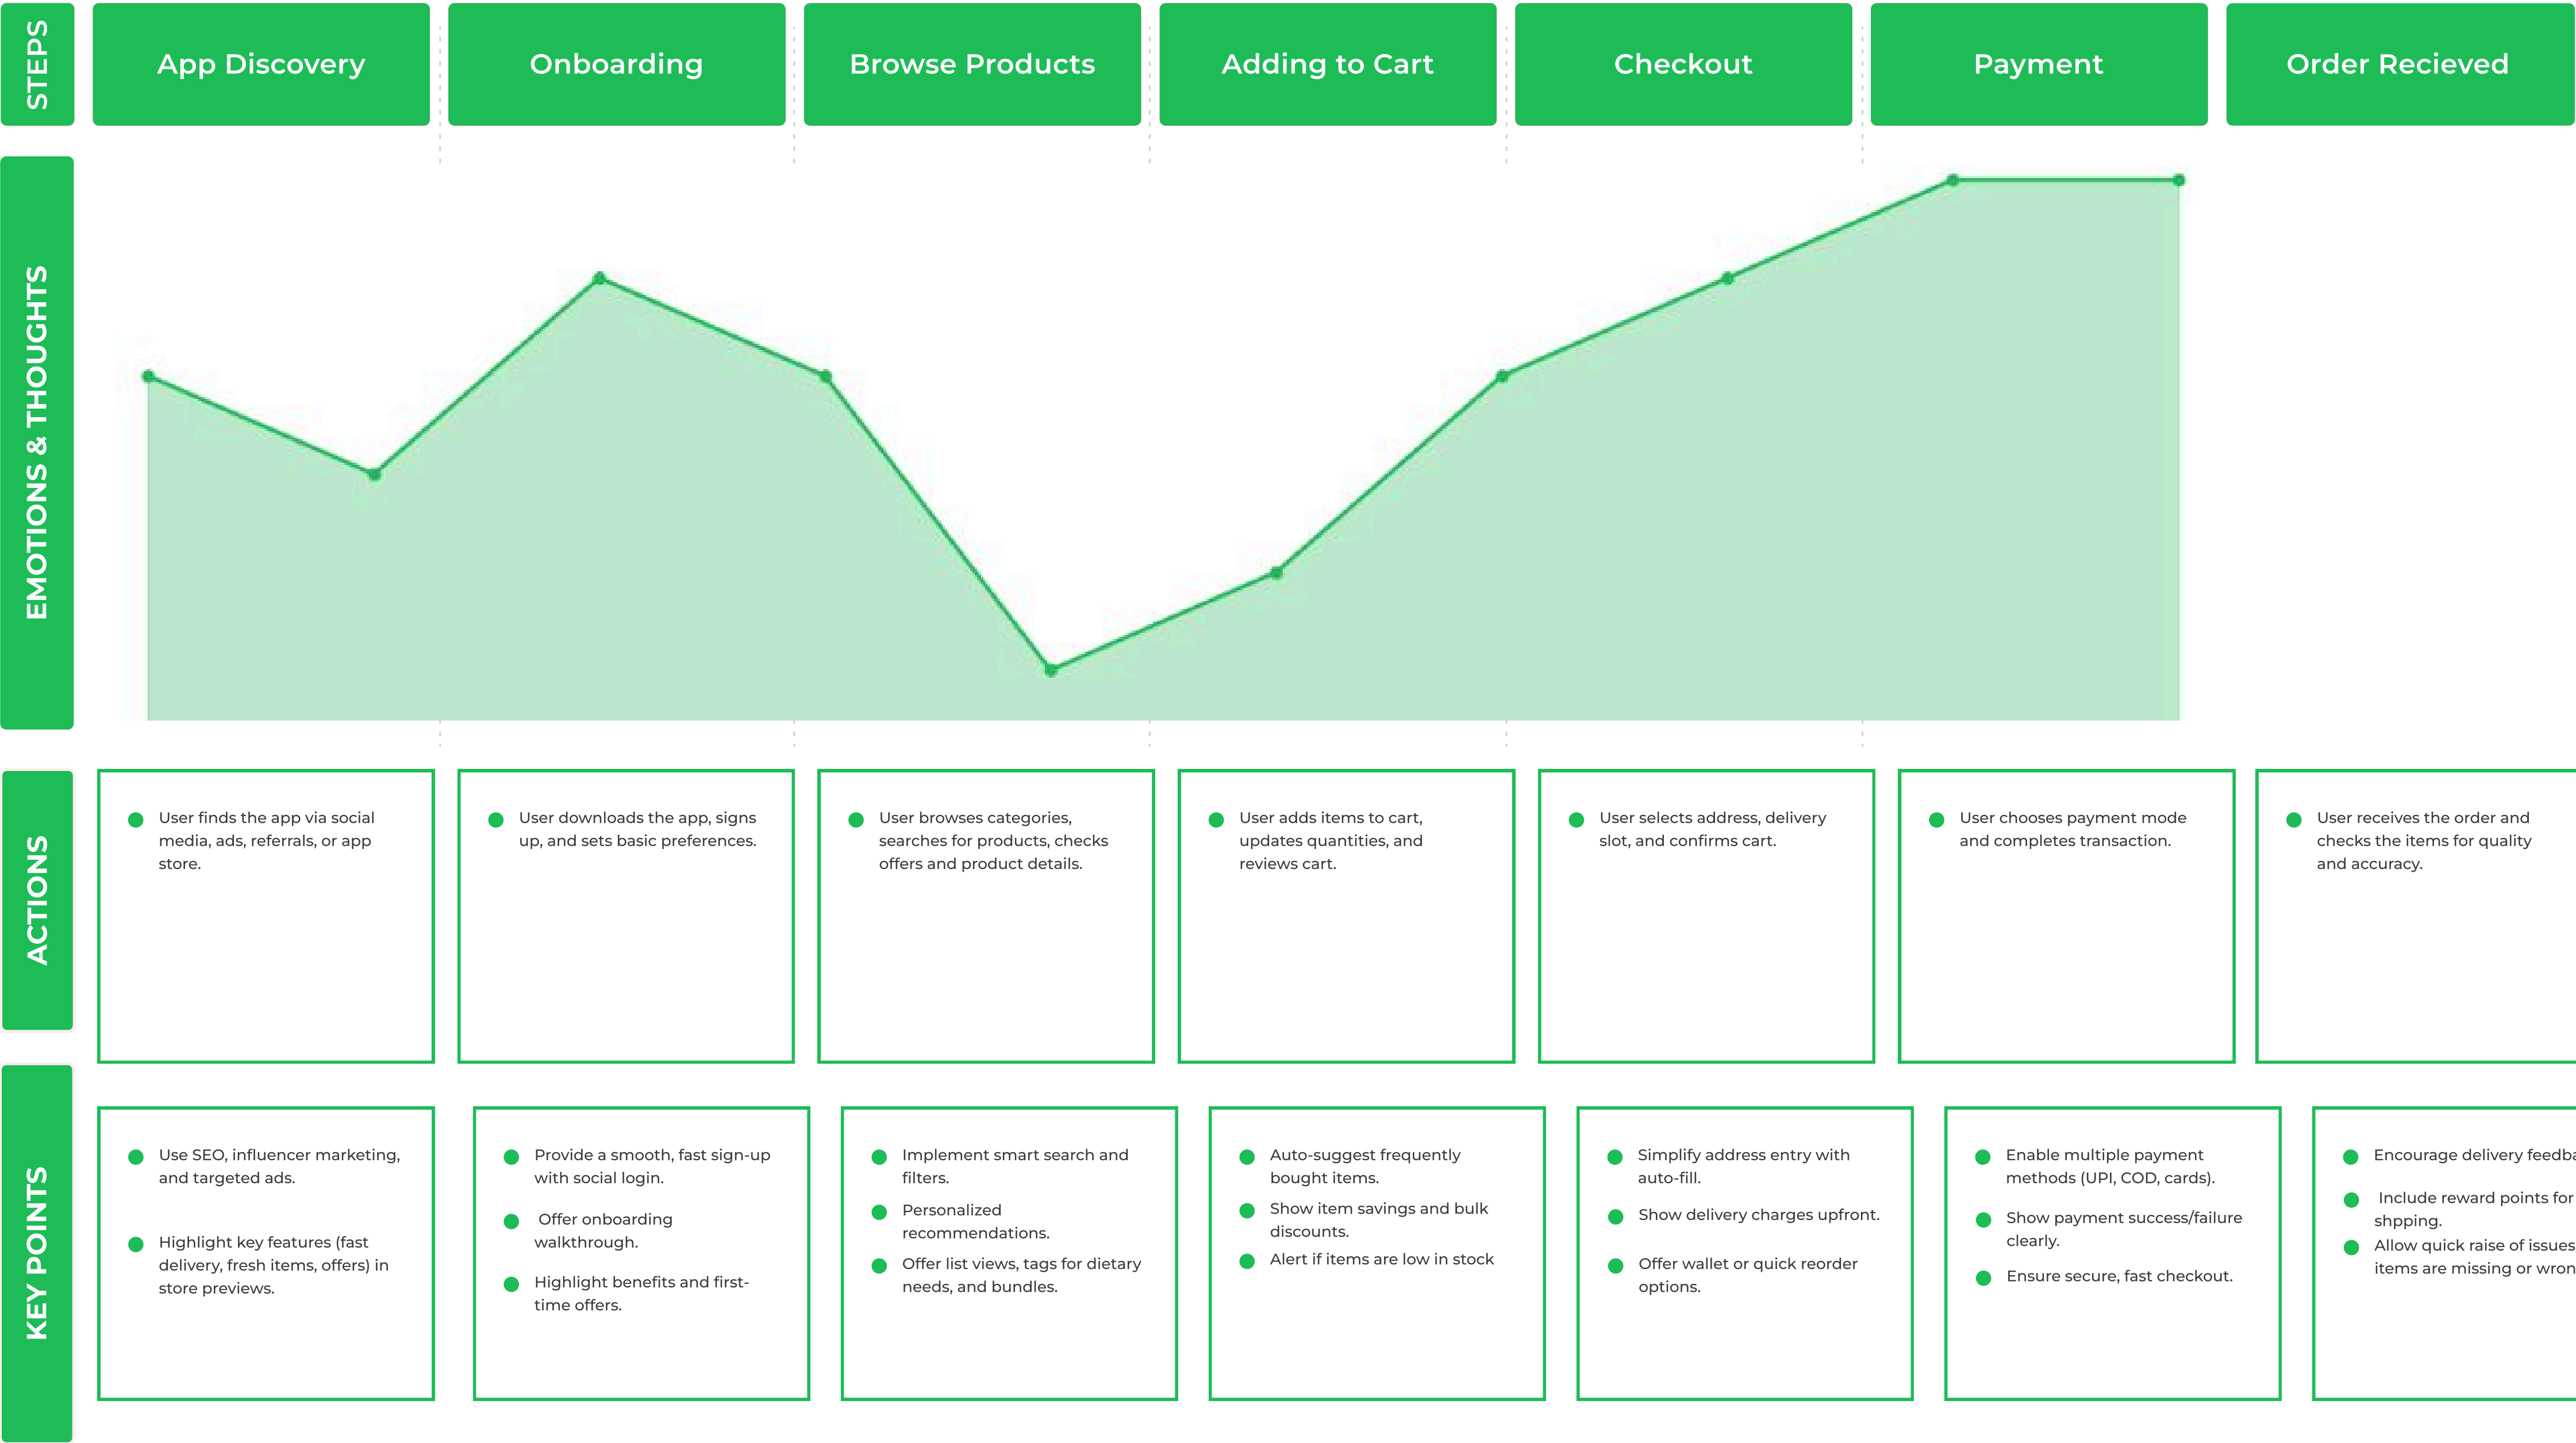 STEPS
App Discovery
Onboarding
Browse Products
Adding to Cart
Checkout
Payment
Order Recieved
EMOTIONS & THOUGHTS
ACTIONS
User finds the app via social
media, ads, referrals, or app
store.
User downloads the app, signs
up, and sets basic preferences.
User browses categories,
searches for products, checks
offers and product details.
User adds items to cart,
updates quantities, and
reviews cart.
User selects address, delivery
slot, and confirms cart.
User chooses payment mode
and completes transaction.
User receives the order and
checks the items for quality
and accuracy.
KEY POINTS
Use SEO, influencer marketing,
and targeted ads.
Highlight key features (fast
delivery, fresh items, offers) in
store previews.
Provide a smooth, fast sign-up
with social login.
Offer onboarding
walkthrough.
Highlight benefits and first-
time offers.
Implement smart search and
filters.
Personalized
recommendations.
Offer list views, tags for dietary
needs, and bundles.
Auto-suggest frequently
bought items.
Show item savings and bulk
discounts.
Alert if items are low in stock
Simplify address entry with
auto-fill.
Show delivery charges upfront.
Offer wallet or quick reorder
options.
Enable multiple payment
methods (UPI, COD, cards).
Show payment success/failure
clearly.
Ensure secure, fast checkout.
Encourage delivery
Include reward points for
shpping.
Allow quick raise of issues
items are missing or